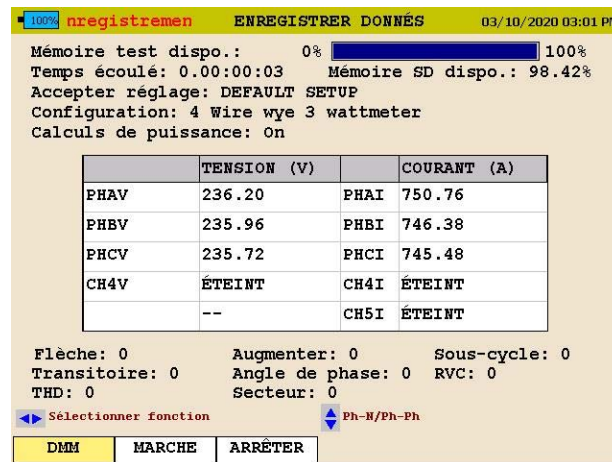 100% nregistremen ENREGISTRER DONNÉS 03/10/2020 03:01 P
Mémoire test dispo.: 0% 100%
Temps écoulé: 0.00:00:03 Mémoire SD dispo.: 98.42%
Accepter réglage: DEFAULT SETUP
Configuration: 4 Wire wye 3 wattmeter
Calculs de puissance: On
TENSION (V) COURANT (A)
PHAV 236.20 PHAI 750.76
PHBV 235.96 PHBI 746.38
PHCV 235.72 PHCI 745.48
CH4V ÉTEINT CH4I ÉTEINT
-- CH5I ÉTEINT
Flèche: 0 Augmenter: 0 Sous-cycle: 0
Transitoire: 0 Angle de phase: 0 RVC: 0
THD: 0 Secteur: 0
Sélectionner fonction Ph-N/Ph-Ph
DMM MARCHE ARRÊTER